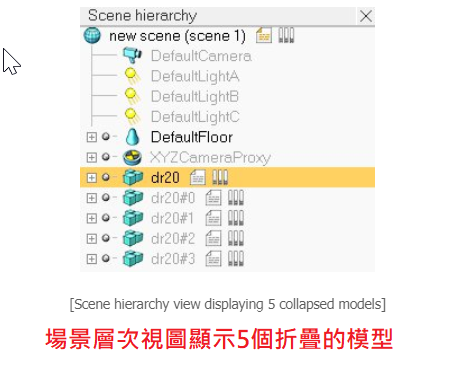 Scene hierarchy
new scene (scene 1)
DefaultCamera
DefaultLightA
DefaultLightB
DefaultLightC
DefaultFloor
XYZCameraProxy
dr20
dr20#0
dr20#1
dr20#2
dr20#3
[Scene hierarchy view displaying 5 collapsed models]
場景層次視圖顯示5個折疊的模型